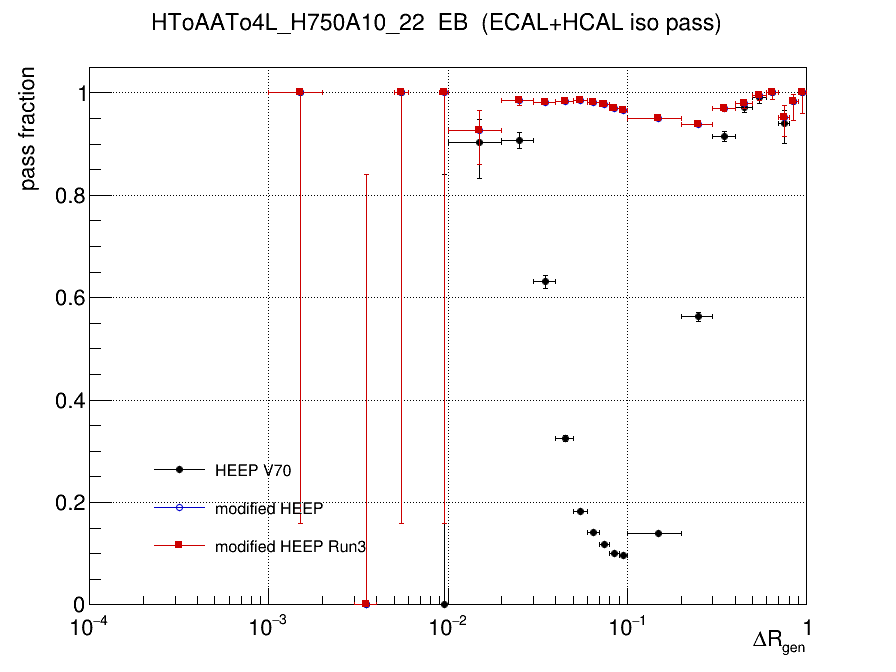 HToAATo4L_H750A10_22 EB (ECAL+HCAL iso pass)
pass fraction
1
0.8
0.6
0.4
0.2
0
HEEP V70
modified HEEP
modified HEEP Run3
10⁻⁴ 10⁻³ 10⁻² 10⁻¹ 1
ΔR_gen